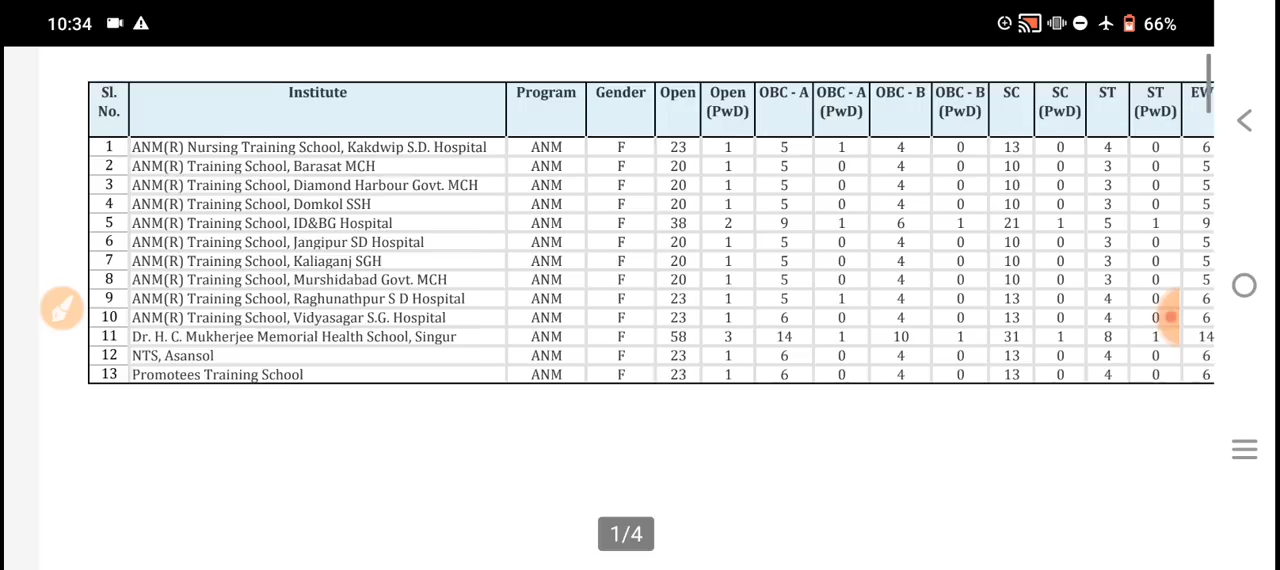 10:34 66%
Sl. No. Institute Program Gender Open Open (PwD) OBC - A OBC - A (PwD) OBC - B OBC - B (PwD) SC SC (PwD) ST ST (PwD) EW
1 ANM(R) Nursing Training School, Kakdwip S.D. Hospital ANM F 23 1 5 1 4 0 13 0 4 0 6
2 ANM(R) Training School, Barasat MCH ANM F 20 1 5 0 4 0 10 0 3 0 5
3 ANM(R) Training School, Diamond Harbour Govt. MCH ANM F 20 1 5 0 4 0 10 0 3 0 5
4 ANM(R) Training School, Domkol SSH ANM F 20 1 5 0 4 0 10 0 3 0 5
5 ANM(R) Training School, ID&BG Hospital ANM F 38 2 9 1 6 1 21 1 5 1 9
6 ANM(R) Training School, Jangipur SD Hospital ANM F 20 1 5 0 4 0 10 0 3 0 5
7 ANM(R) Training School, Kaliaganj SGH ANM F 20 1 5 0 4 0 10 0 3 0 5
8 ANM(R) Training School, Murshidabad Govt. MCH ANM F 20 1 5 0 4 0 10 0 3 0 5
9 ANM(R) Training School, Raghunathpur S D Hospital ANM F 23 1 5 1 4 0 13 0 4 0 6
10 ANM(R) Training School, Vidyasagar S.G. Hospital ANM F 23 1 6 0 4 0 13 0 4 0 6
11 Dr. H. C. Mukherjee Memorial Health School, Singur ANM F 58 3 14 1 10 1 31 1 8 1 14
12 NTS, Asansol ANM F 23 1 6 0 4 0 13 0 4 0 6
13 Promotees Training School ANM F 23 1 6 0 4 0 13 0 4 0 6
1/4